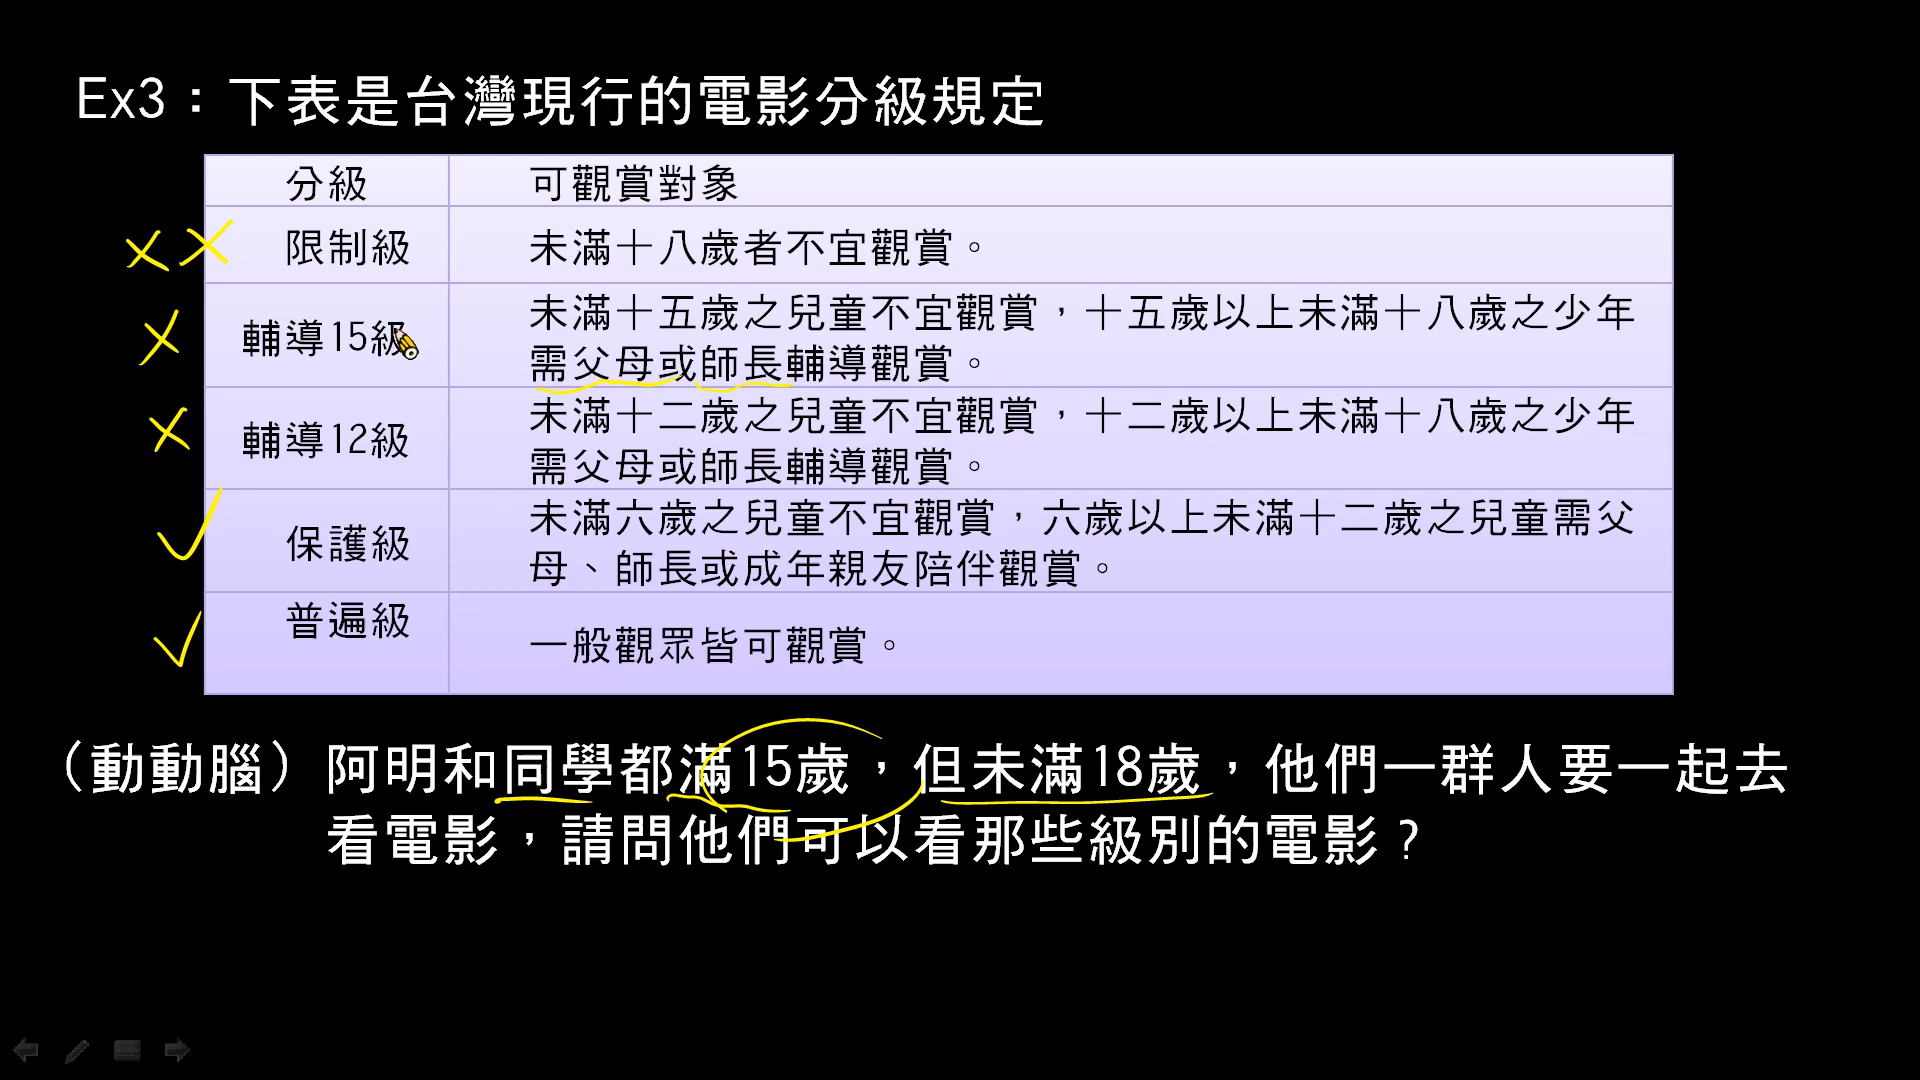 Ex3：下表是台灣現行的電影分級規定
分級 可觀賞對象
限制級 未滿十八歲者不宜觀賞。
輔導15級 未滿十五歲之兒童不宜觀賞，十五歲以上未滿十八歲之少年
需父母或師長輔導觀賞。
輔導12級 未滿十二歲之兒童不宜觀賞，十二歲以上未滿十八歲之少年
需父母或師長輔導觀賞。
保護級 未滿六歲之兒童不宜觀賞，六歲以上未滿十二歲之兒童需父
母、師長或成年親友陪伴觀賞。
普遍級 一般觀眾皆可觀賞。
（動動腦）阿明和同學都滿15歲，但未滿18歲，他們一群人要一起去
看電影，請問他們可以看那些級別的電影？